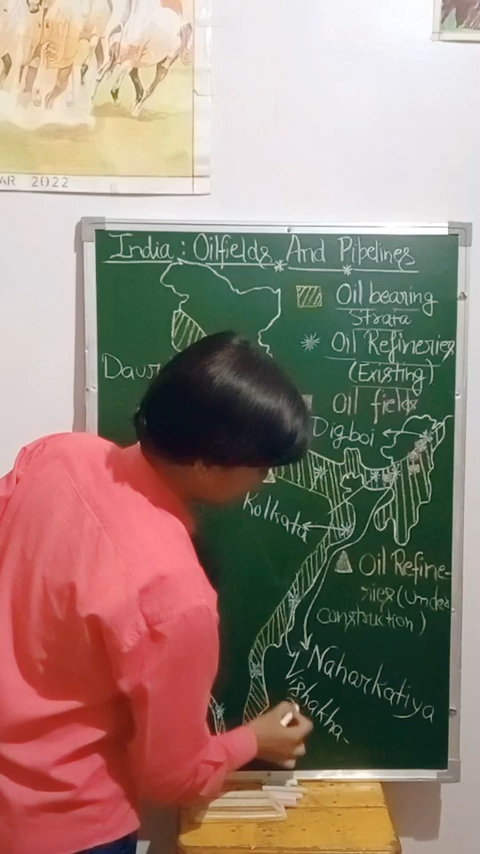 AR 2022
India : Oilfields And Pipelines
Oil bearing
Strata
Oil Refineries
(Existing)
Daur
Oil fields
Digboi
Kolkata
Oil Refine-
ries (Under
construction)
Naharkatiya
Vishakha-